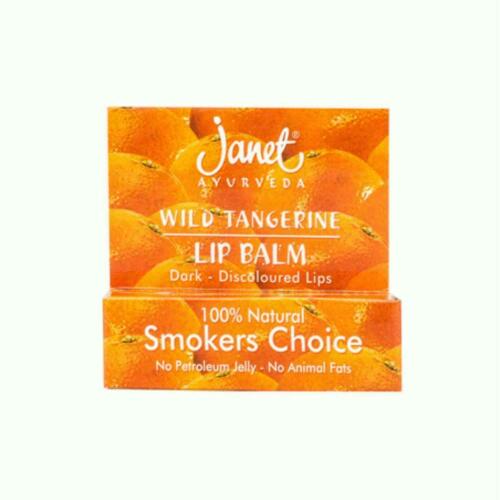 Janet®
AYURVEDA
WILD TANGERINE
LIP BALM
Dark - Discoloured Lips
100% Natural
Smokers Choice
No Petroleum Jelly - No Animal Fats